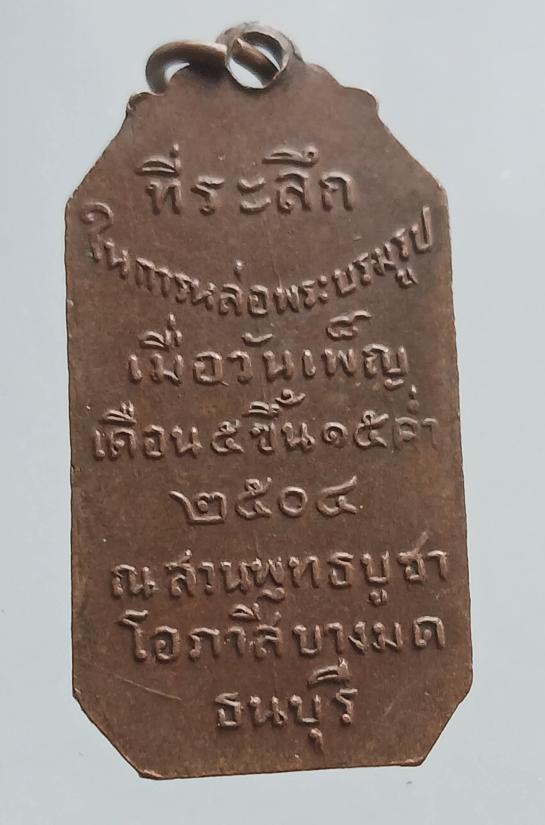 ที่ระลึก
ในการหล่อพระบรมรูป
เมื่อวันเพ็ญ
เดือน ๕ ขึ้น ๑๕ ค่ำ
๒๕๐๔
ณ สวนพุทธบูชา
โอภาสี บางมด
ธนบุรี